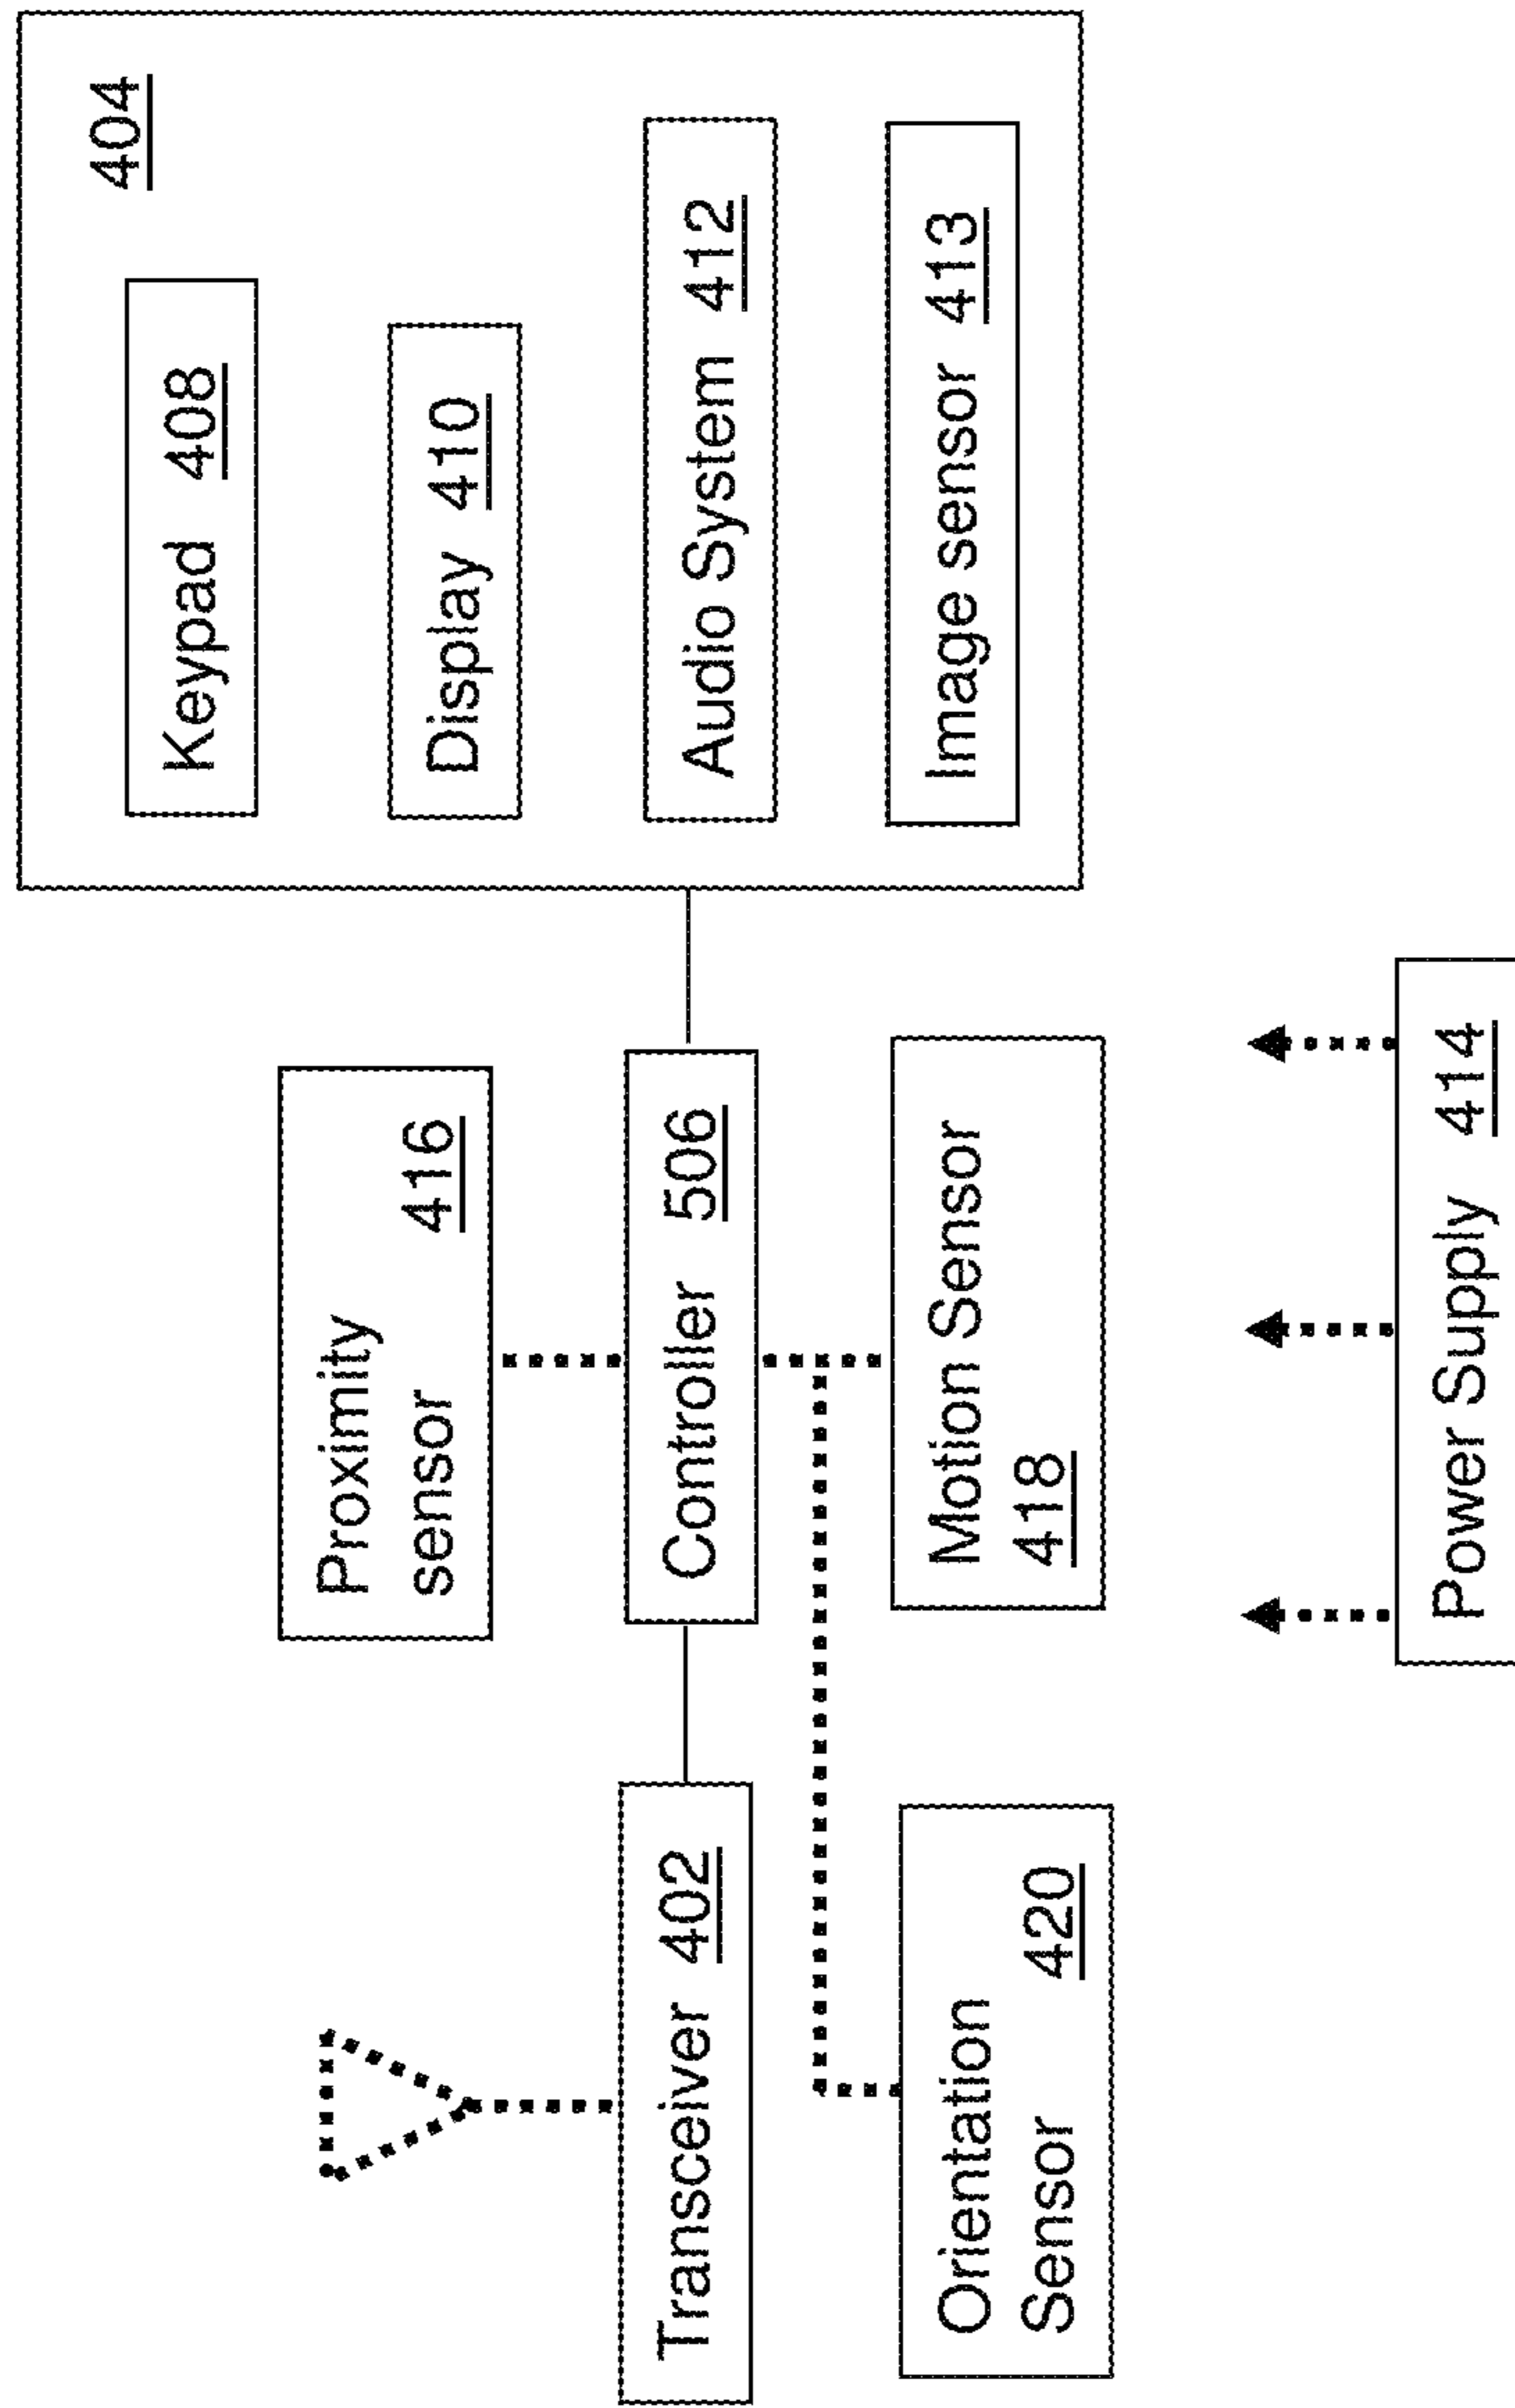 404
Keypad 408
Display 410
Audio System 412
Image sensor 413
Proximity
sensor 416
Controller 506
Motion Sensor
418
Transceiver 402
Orientation
Sensor 420
Power Supply 414